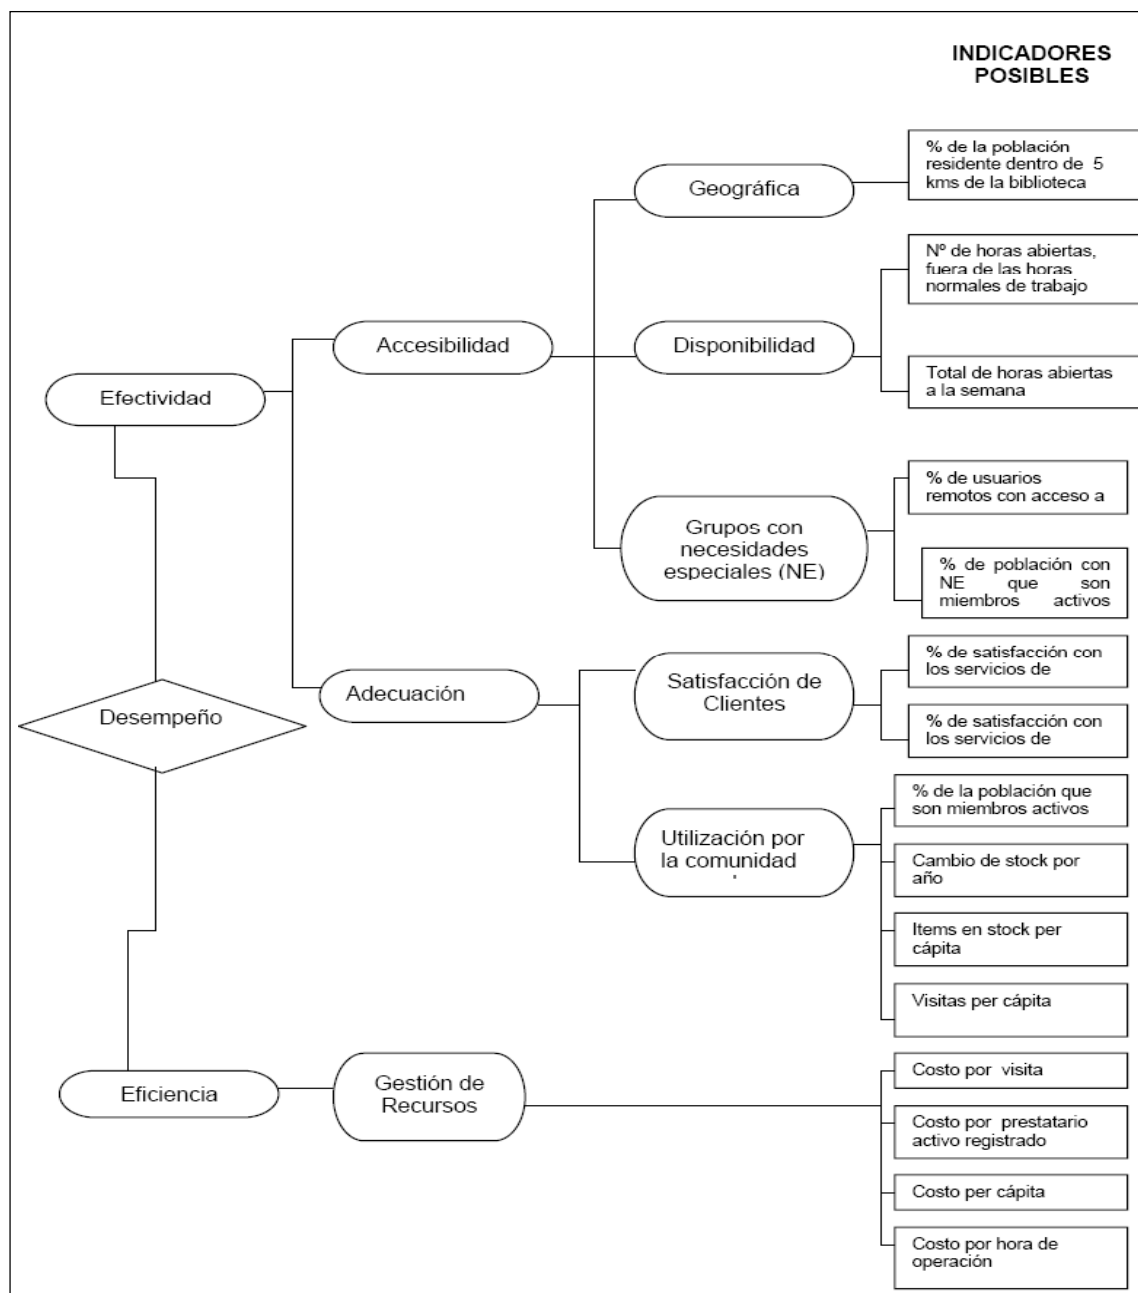 INDICADORES
POSIBLES
% de la población
residente dentro de 5
kms de la biblioteca
Geográfica
Nº de horas abiertas,
fuera de las horas
normales de trabajo
Accesibilidad
Disponibilidad
Total de horas abiertas
a la semana
Efectividad
% de usuarios
remotos con acceso a
Grupos con
necesidades
especiales (NE)
% de población con
NE que son
miembros activos
% de satisfacción con
los servicios de
Adecuación
Satisfacción de
Clientes
Desempeño
% de satisfacción con
los servicios de
% de la población que
son miembros activos
Utilización por
la comunidad
Cambio de stock por
año
Items en stock per
cápita
Visitas per cápita
Eficiencia
Gestión de
Recursos
Costo por visita
Costo por prestatario
activo registrado
Costo per cápita
Costo por hora de
operación